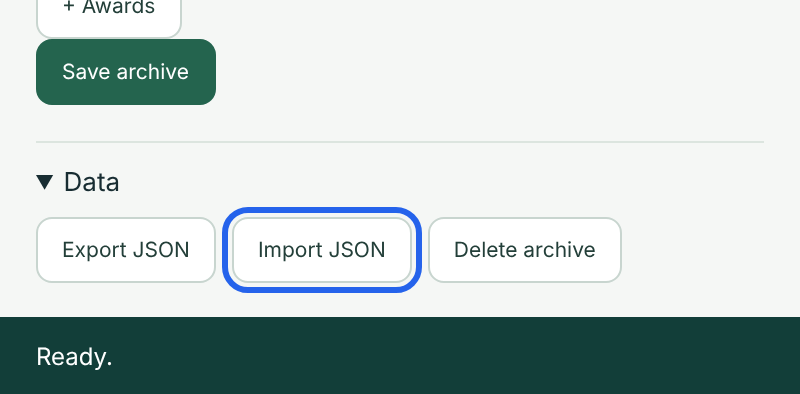 + Awards
Save archive
▼ Data
Export JSON Import JSON Delete archive
Ready.